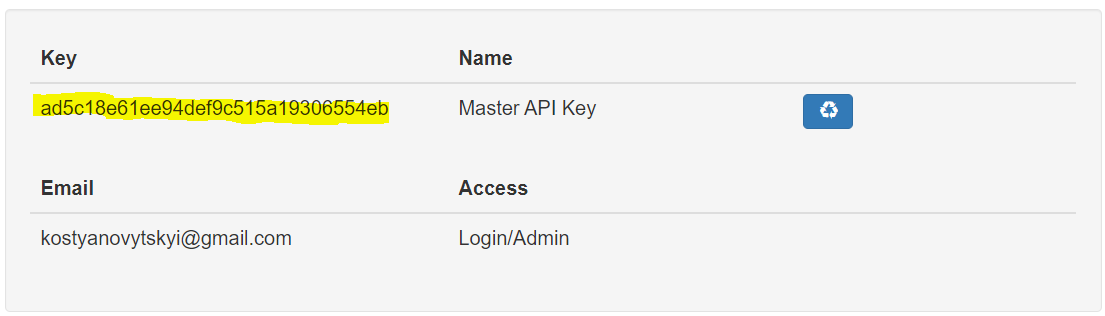 Key Name
ad5c18e61ee94def9c515a19306554eb Master API Key
Email Access
kostyanovytskyi@gmail.com Login/Admin